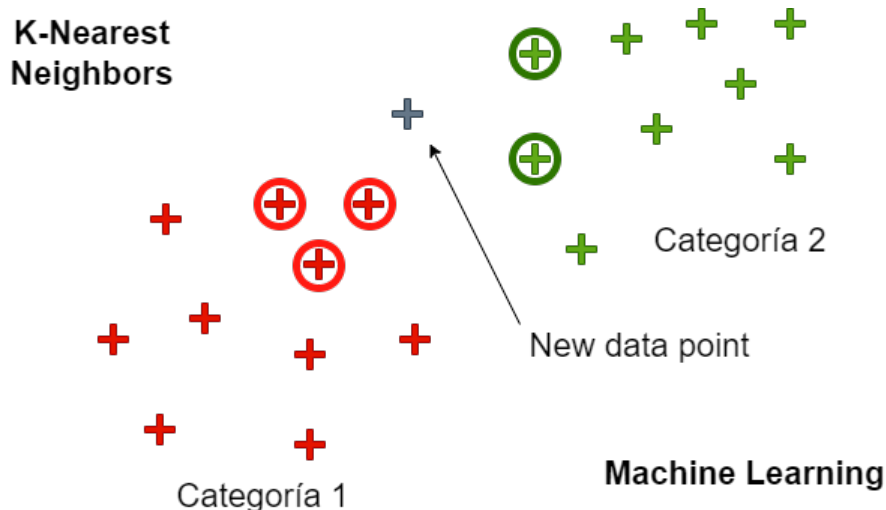 K-Nearest
Neighbors
Categoría 2
New data point
Machine Learning
Categoría 1